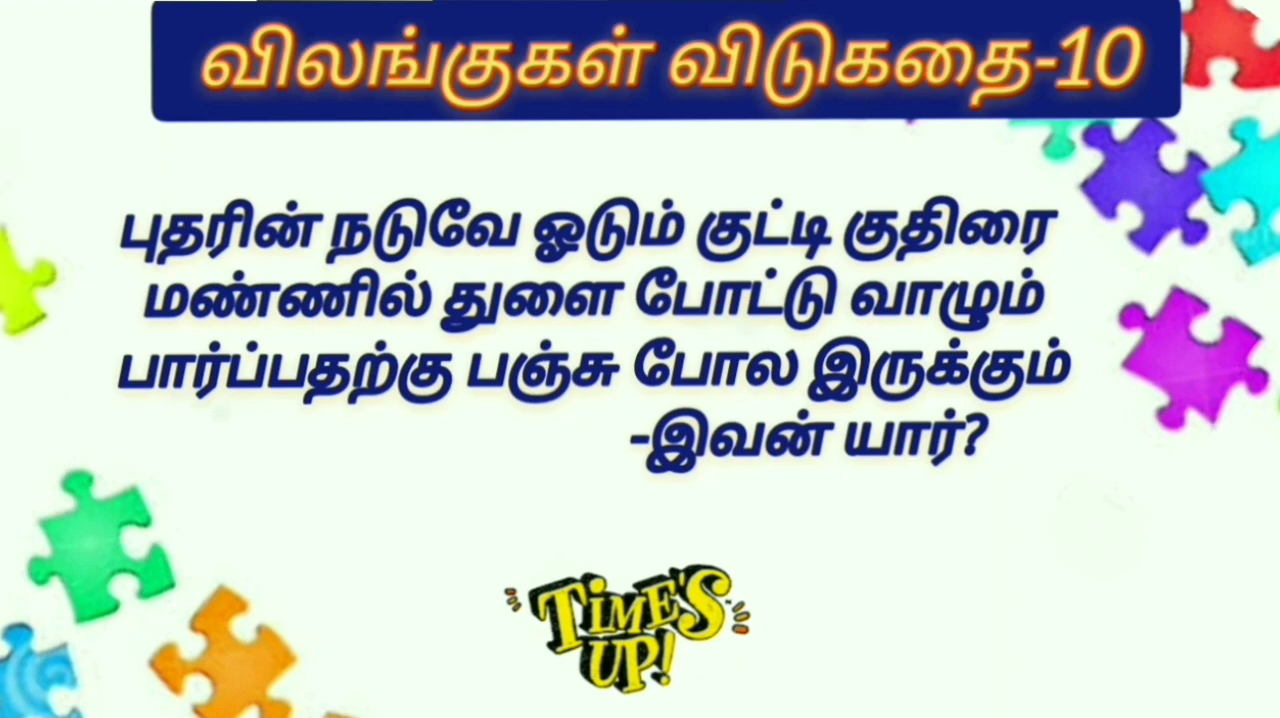 விலங்குகள் விடுகதை-10
புதரின் நடுவே ஓடும் குட்டி குதிரை
மண்ணில் துளை போட்டு வாழும்
பார்ப்பதற்கு பஞ்சு போல இருக்கும்
-இவன் யார்?
TIME'S
UP!